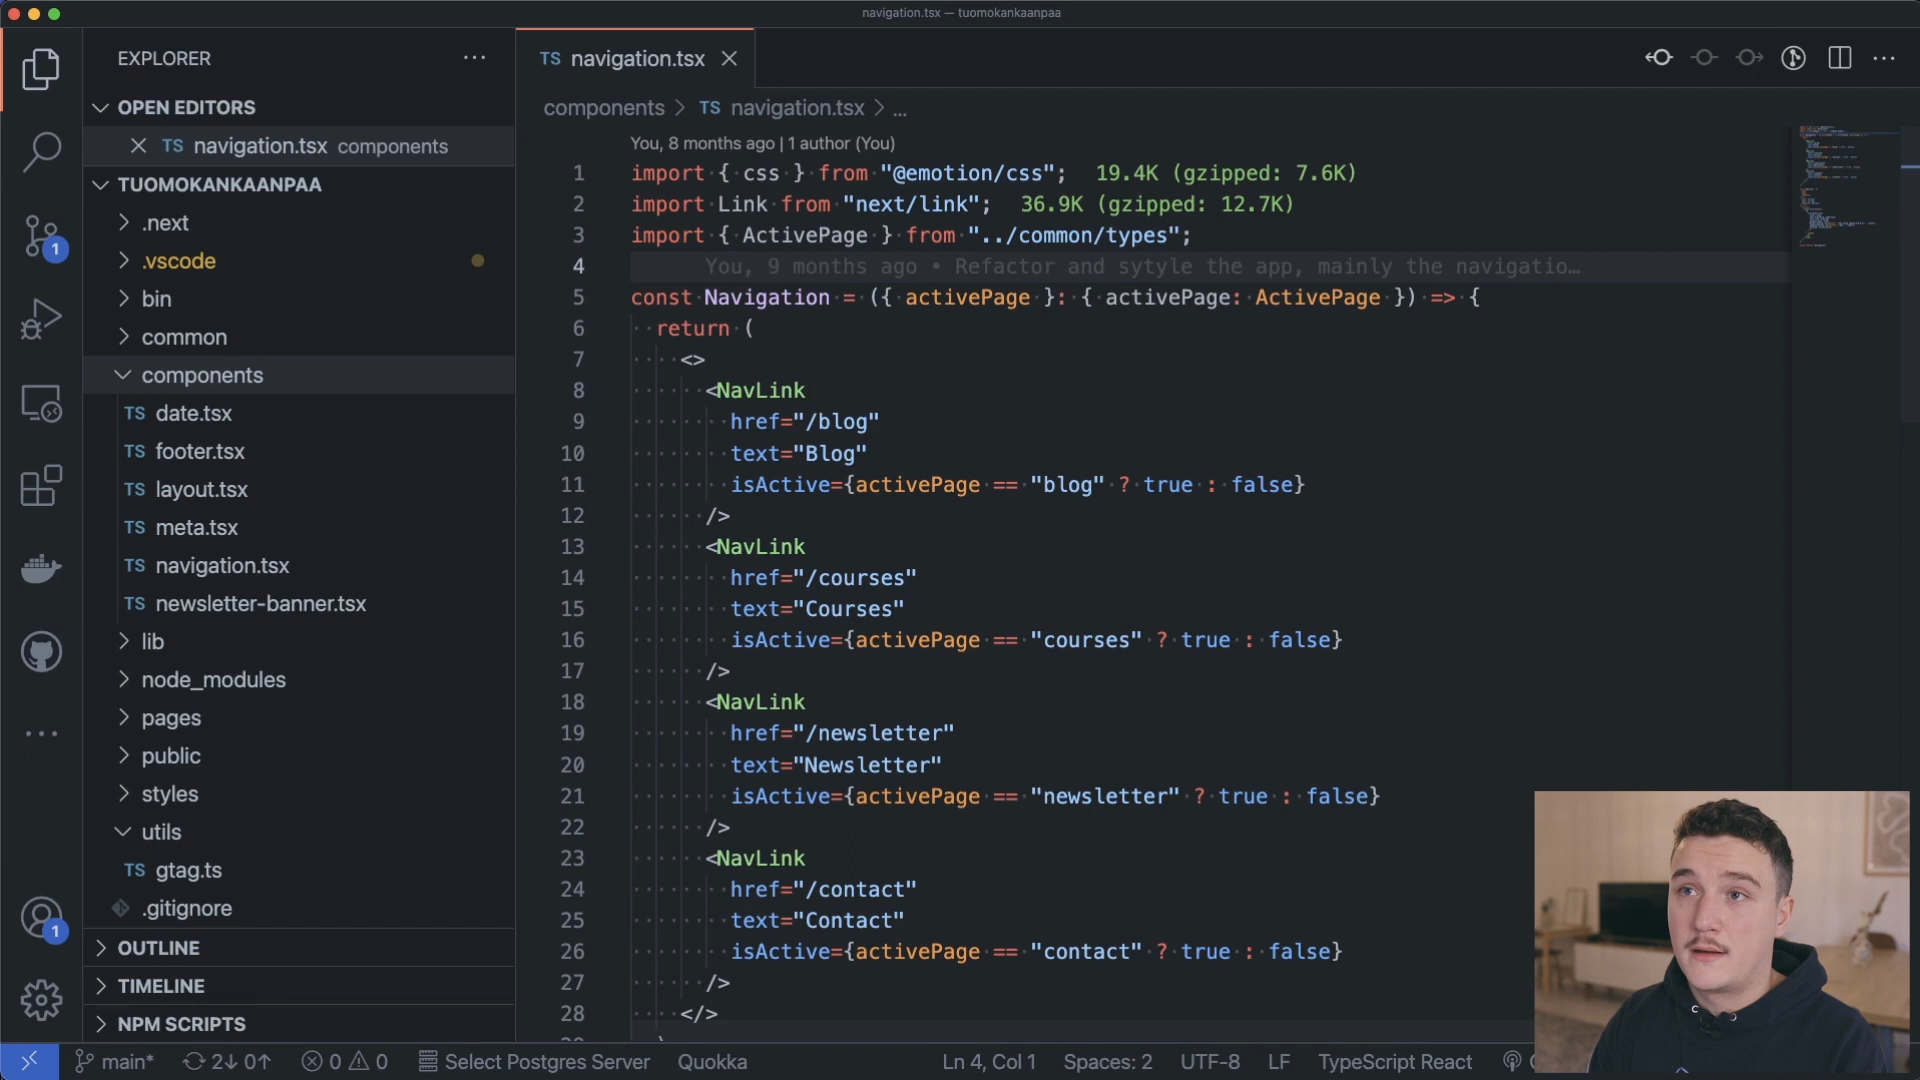 navigation.tsx — tuomokankaanpaa
EXPLORER
OPEN EDITORS
TS navigation.tsx components
TUOMOKANKAANPAA
.next
.vscode
bin
common
components
TS date.tsx
TS footer.tsx
TS layout.tsx
TS meta.tsx
TS navigation.tsx
TS newsletter-banner.tsx
lib
node_modules
pages
public
styles
utils
TS gtag.ts
.gitignore
OUTLINE
TIMELINE
NPM SCRIPTS
1
1
TS navigation.tsx
components > TS navigation.tsx > ...
You, 8 months ago | 1 author (You)
1 import { css } from "@emotion/css"; 19.4K (gzipped: 7.6K)
2 import Link from "next/link"; 36.9K (gzipped: 12.7K)
3 import { ActivePage } from "../common/types";
4 You, 9 months ago • Refactor and sytyle the app, mainly the navigatio…
5 const Navigation = ({ activePage }: { activePage: ActivePage }) => {
6 return (
7 <>
8 <NavLink
9 href="/blog"
10 text="Blog"
11 isActive={activePage == "blog" ? true : false}
12 />
13 <NavLink
14 href="/courses"
15 text="Courses"
16 isActive={activePage == "courses" ? true : false}
17 />
18 <NavLink
19 href="/newsletter"
20 text="Newsletter"
21 isActive={activePage == "newsletter" ? true : false}
22 />
23 <NavLink
24 href="/contact"
25 text="Contact"
26 isActive={activePage == "contact" ? true : false}
27 />
28 </>
main* 2↓ 0↑ 0 0 Select Postgres Server Quokka Ln 4, Col 1 Spaces: 2 UTF-8 LF TypeScript React